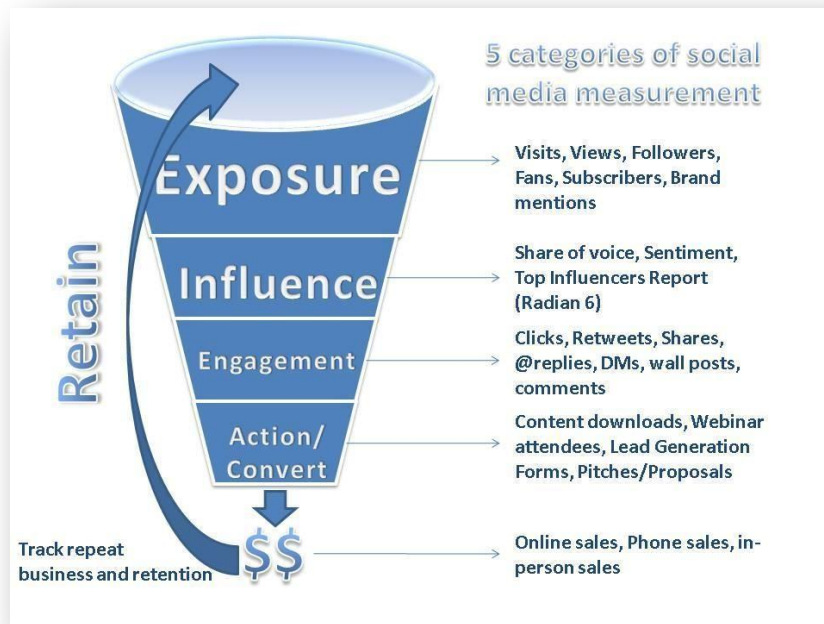 5 categories of social
media measurement
Exposure
Visits, Views, Followers,
Fans, Subscribers, Brand
mentions
Influence
Share of voice, Sentiment,
Top Influencers Report
(Radian 6)
Engagement
Clicks, Retweets, Shares,
@replies, DMs, wall posts,
comments
Action/
Convert
Content downloads, Webinar
attendees, Lead Generation
Forms, Pitches/Proposals
$$
Online sales, Phone sales, in-
person sales
Retain
Track repeat
business and retention